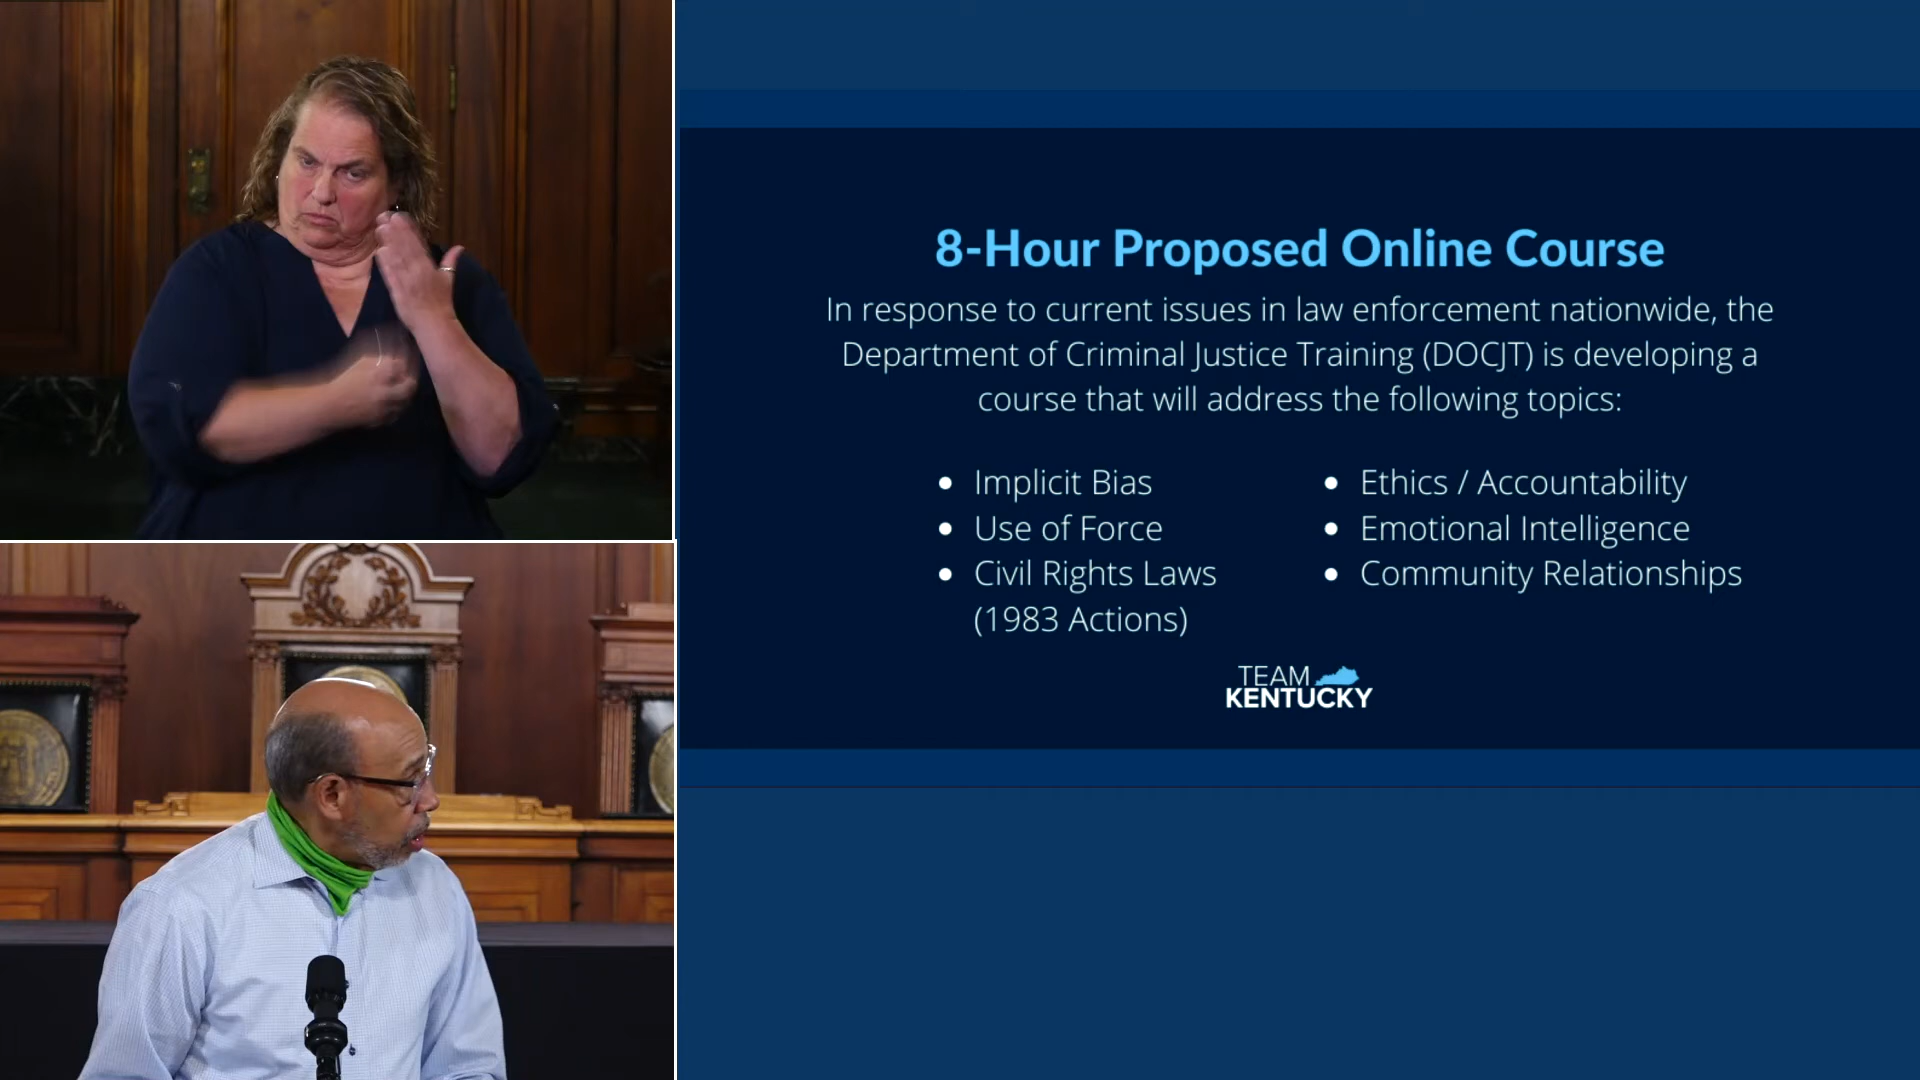 8-Hour Proposed Online Course
In response to current issues in law enforcement nationwide, the
Department of Criminal Justice Training (DOCJT) is developing a
course that will address the following topics:
• Implicit Bias
• Use of Force
• Civil Rights Laws
(1983 Actions)
• Ethics / Accountability
• Emotional Intelligence
• Community Relationships
TEAM
KENTUCKY